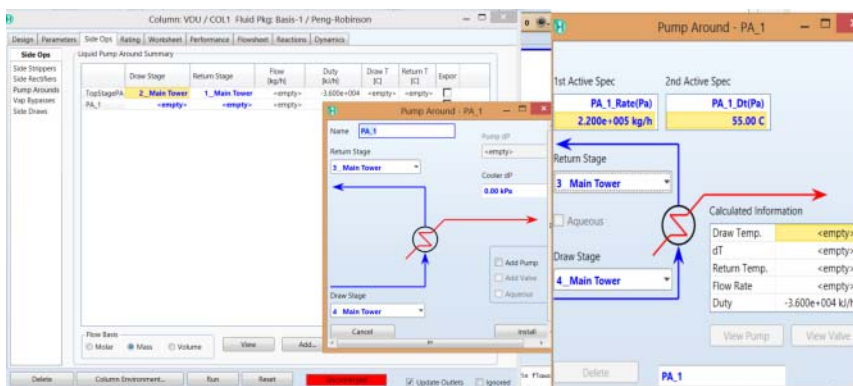 Column: VDU / COL1 Fluid Pkg: Basis-1 / Peng-Robinson
Design Parameters Side Ops Rating Worksheet Performance Flowsheet Reactions Dynamics
Side Ops
Side Strippers
Side Rectifiers
Pump Arounds
Vap Bypasses
Side Draws
Liquid Pump Around Summary
Draw Stage Return Stage Flow [kg/h] Duty [kJ/h] Draw T [C] Return T [C] Export
TopStagePA 2__Main Tower 1__Main Tower <empty> -3.600e+004 <empty> <empty>
PA_1 <empty> <empty> <empty> <empty>
Flow Basis
Molar Mass Volume View Add...
Delete Column Environment... Run Reset Update Outlets Ignored
Pump Around - PA_1
Name PA_1
Return Stage
3__Main Tower
Pump dP
<empty>
Cooler dP
0.00 kPa
Add Pump
Add Valve
Aqueous
Draw Stage
4__Main Tower
Cancel Install
Pump Around - PA_1
1st Active Spec 2nd Active Spec
PA_1_Rate(Pa) PA_1_Dt(Pa)
2.200e+005 kg/h 55.00 C
Return Stage
3__Main Tower
Aqueous
Draw Stage
4__Main Tower
Calculated Information
Draw Temp. <empty>
dT <empty>
Return Temp. <empty>
Flow Rate <empty>
Duty -3.600e+004 kJ/h
View Pump View Valve
Delete PA_1